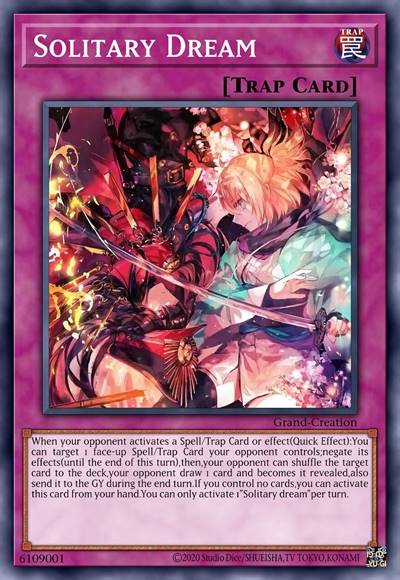 Solitary Dream
TRAP
罠
[Trap Card]
Grand-Creation
When your opponent activates a Spell/Trap Card or effect(Quick Effect):You
can target 1 face-up Spell/Trap Card your opponent controls;negate its
effects(until the end of this turn),then,your opponent can shuffle the target
card to the deck,your opponent draw 1 card and becomes it revealed,also
send it to the GY during the end turn.If you control no cards,you can activate
this card from your hand.You can only activate 1"Solitary dream"per turn.
6109001
©2020 Studio Dice/SHUEISHA,TV TOKYO,KONAMI